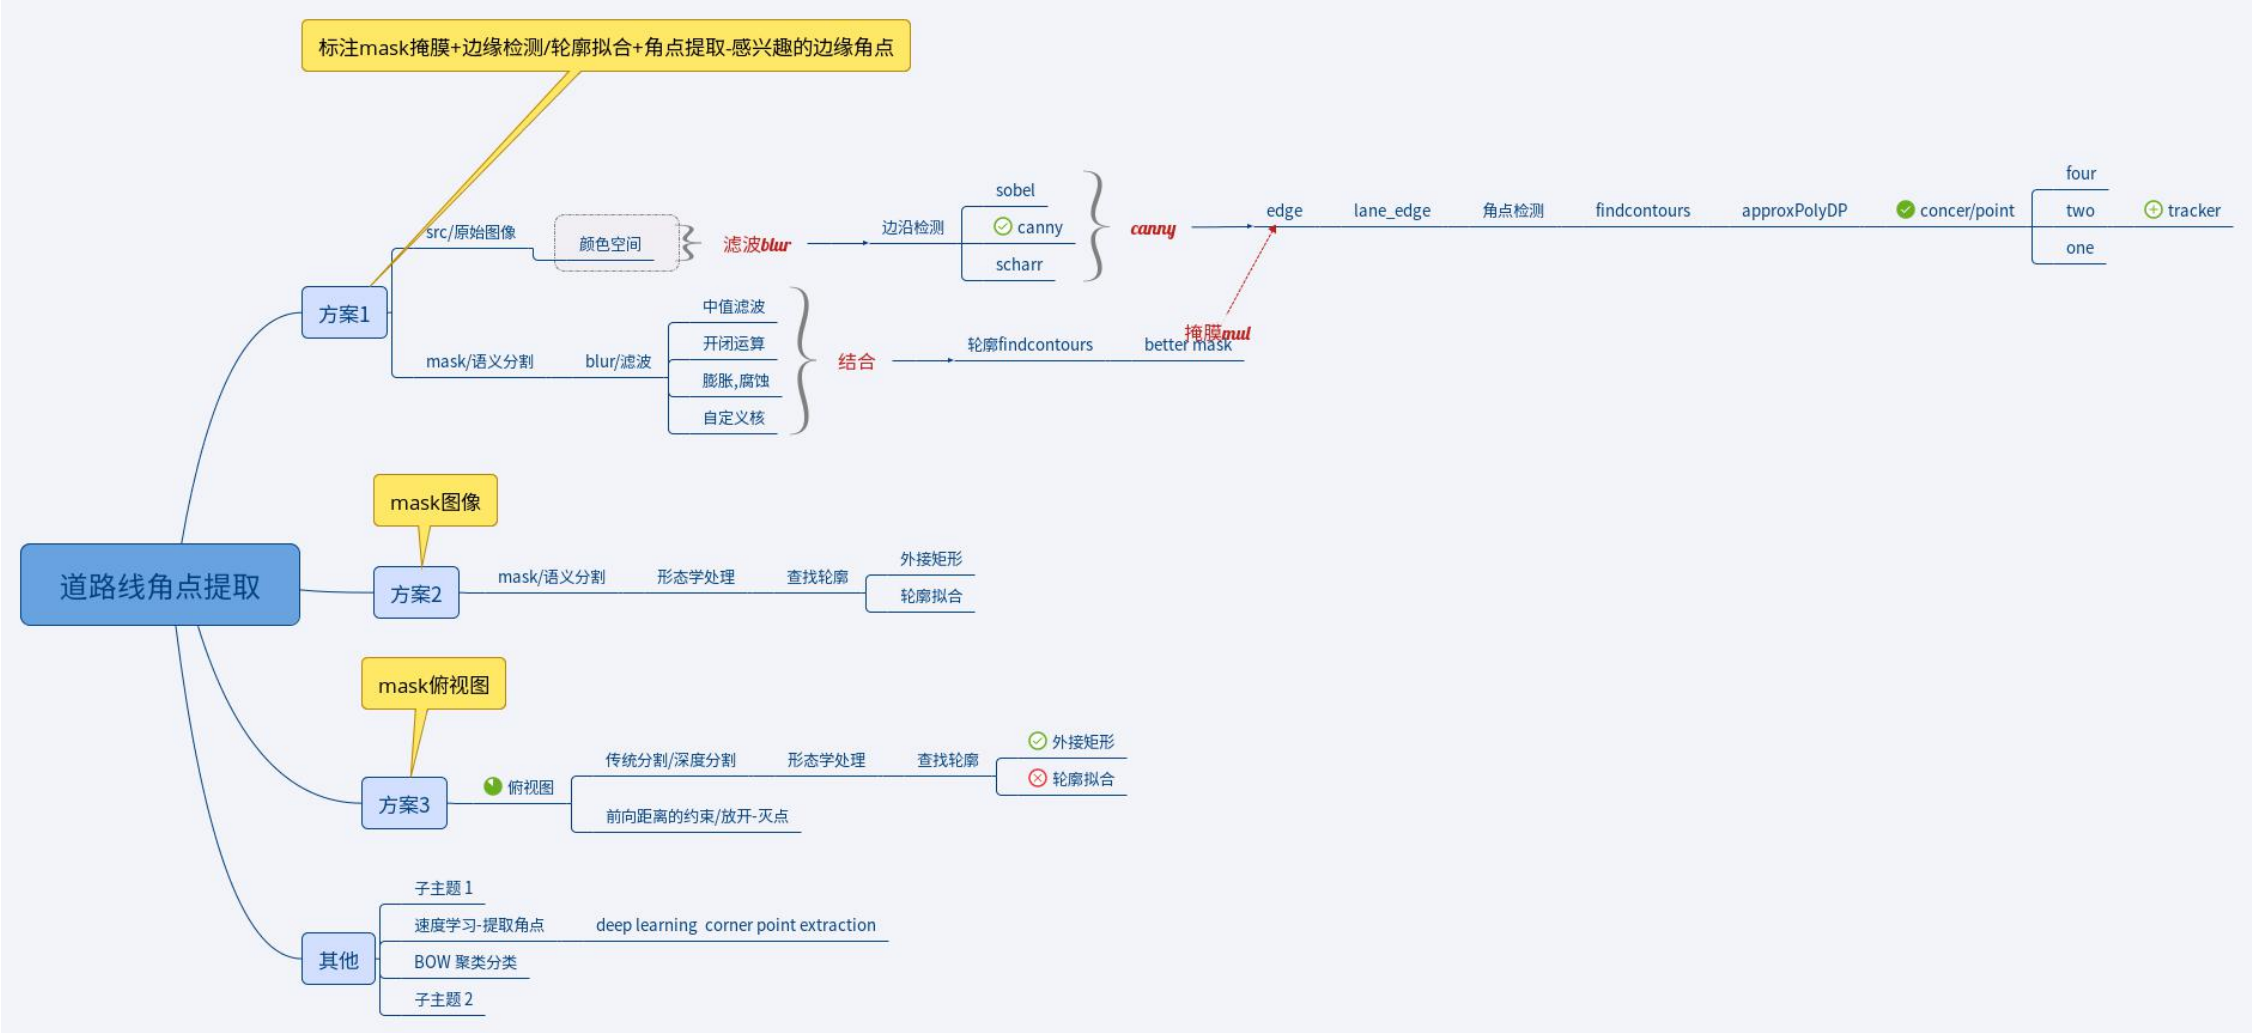 标注mask掩膜+边缘检测/轮廓拟合+角点提取-感兴趣的边缘角点
道路线角点提取
方案1
src/原始图像
颜色空间
滤波blur
边沿检测
sobel
canny
scharr
canny
edge
lane_edge
角点检测
findcontours
approxPolyDP
concer/point
four
two
tracker
one
mask/语义分割
blur/滤波
中值滤波
开闭运算
膨胀,腐蚀
自定义核
结合
轮廓findcontours
better mask
掩膜mul
mask图像
方案2
mask/语义分割
形态学处理
查找轮廓
外接矩形
轮廓拟合
mask俯视图
方案3
俯视图
传统分割/深度分割
形态学处理
查找轮廓
外接矩形
轮廓拟合
前向距离的约束/放开-灭点
其他
子主题 1
速度学习-提取角点
deep learning  corner point extraction
BOW 聚类分类
子主题 2